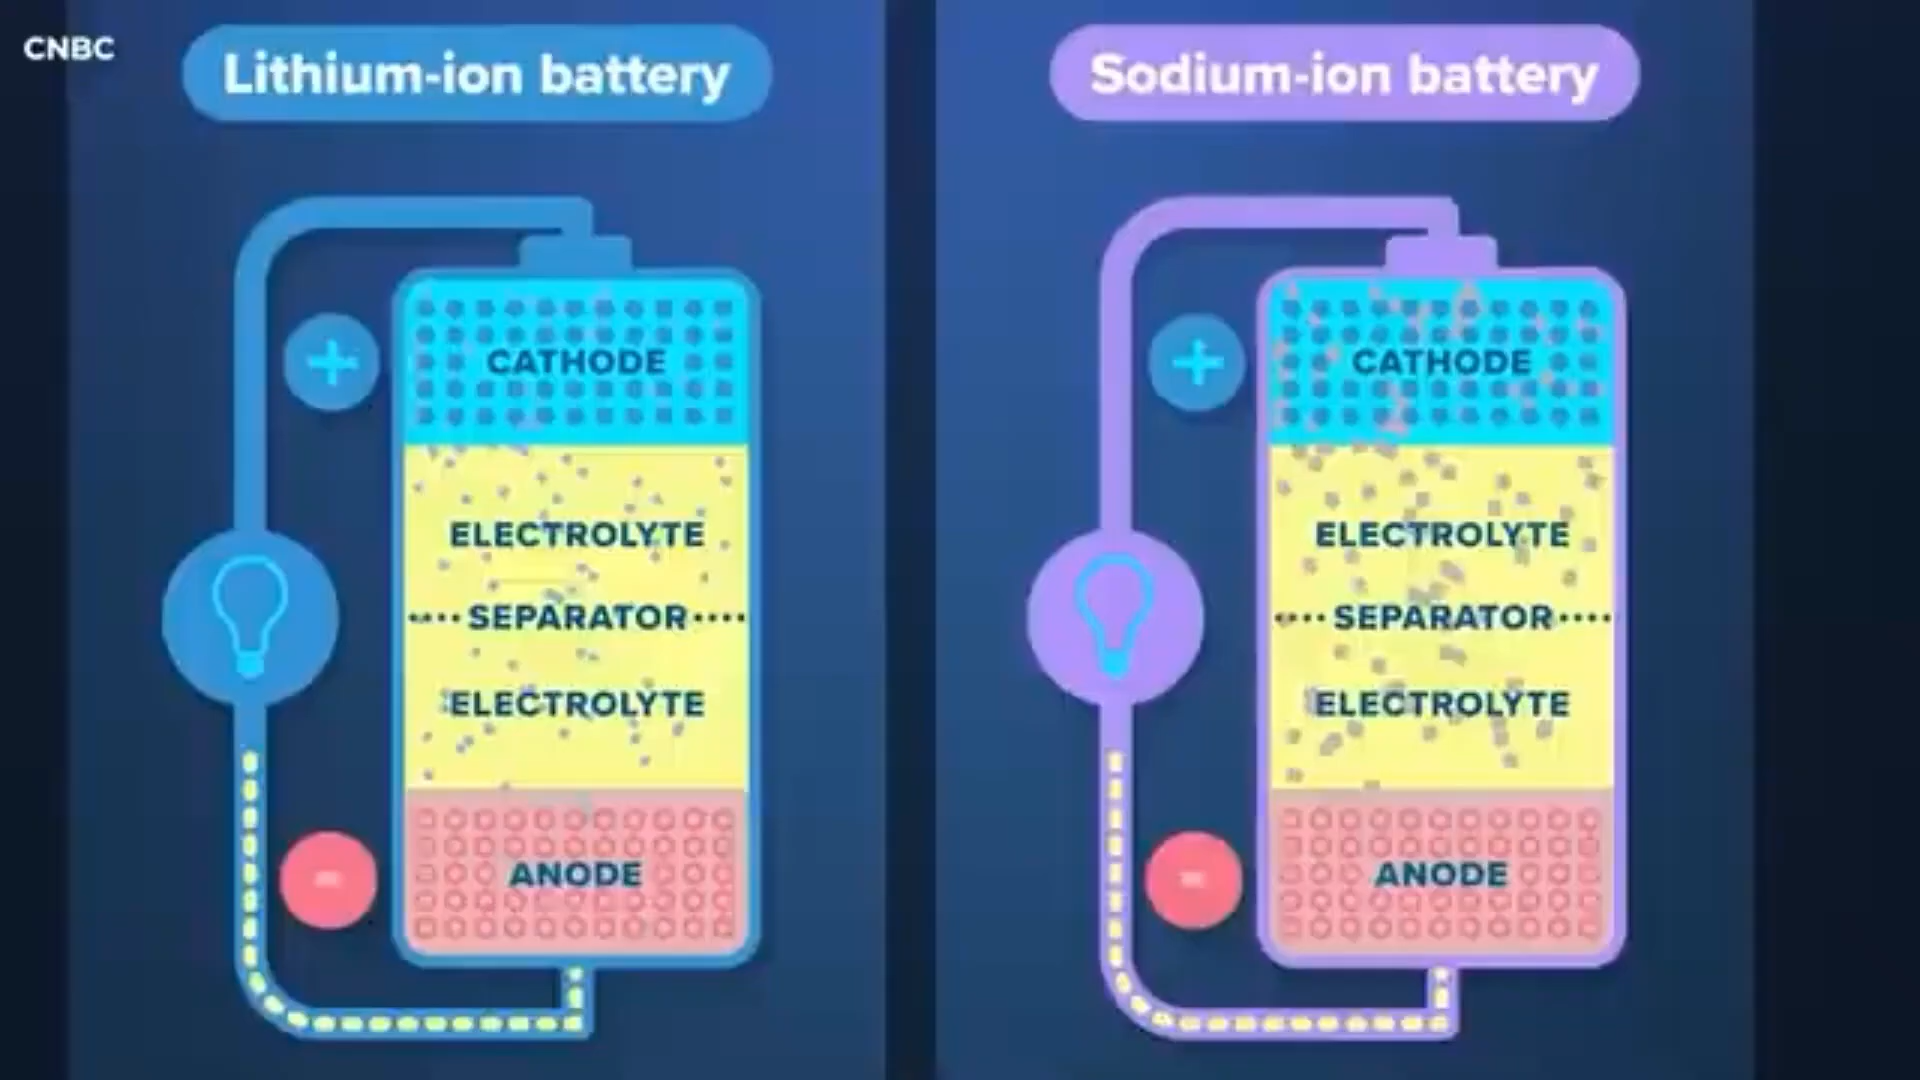 CNBC
Lithium-ion battery
+
CATHODE
ELECTROLYTE
SEPARATOR
ELECTROLYTE
-
ANODE
Sodium-ion battery
+
CATHODE
ELECTROLYTE
SEPARATOR
ELECTROLYTE
-
ANODE